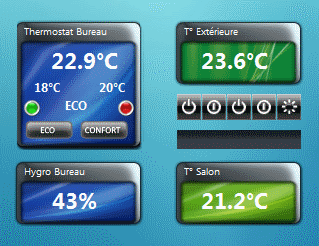 Thermostat Bureau
22.9°C
18°C 20°C
ECO
ECO CONFORT
T° Extérieure
23.6°C
Hygro Bureau
43%
T° Salon
21.2°C